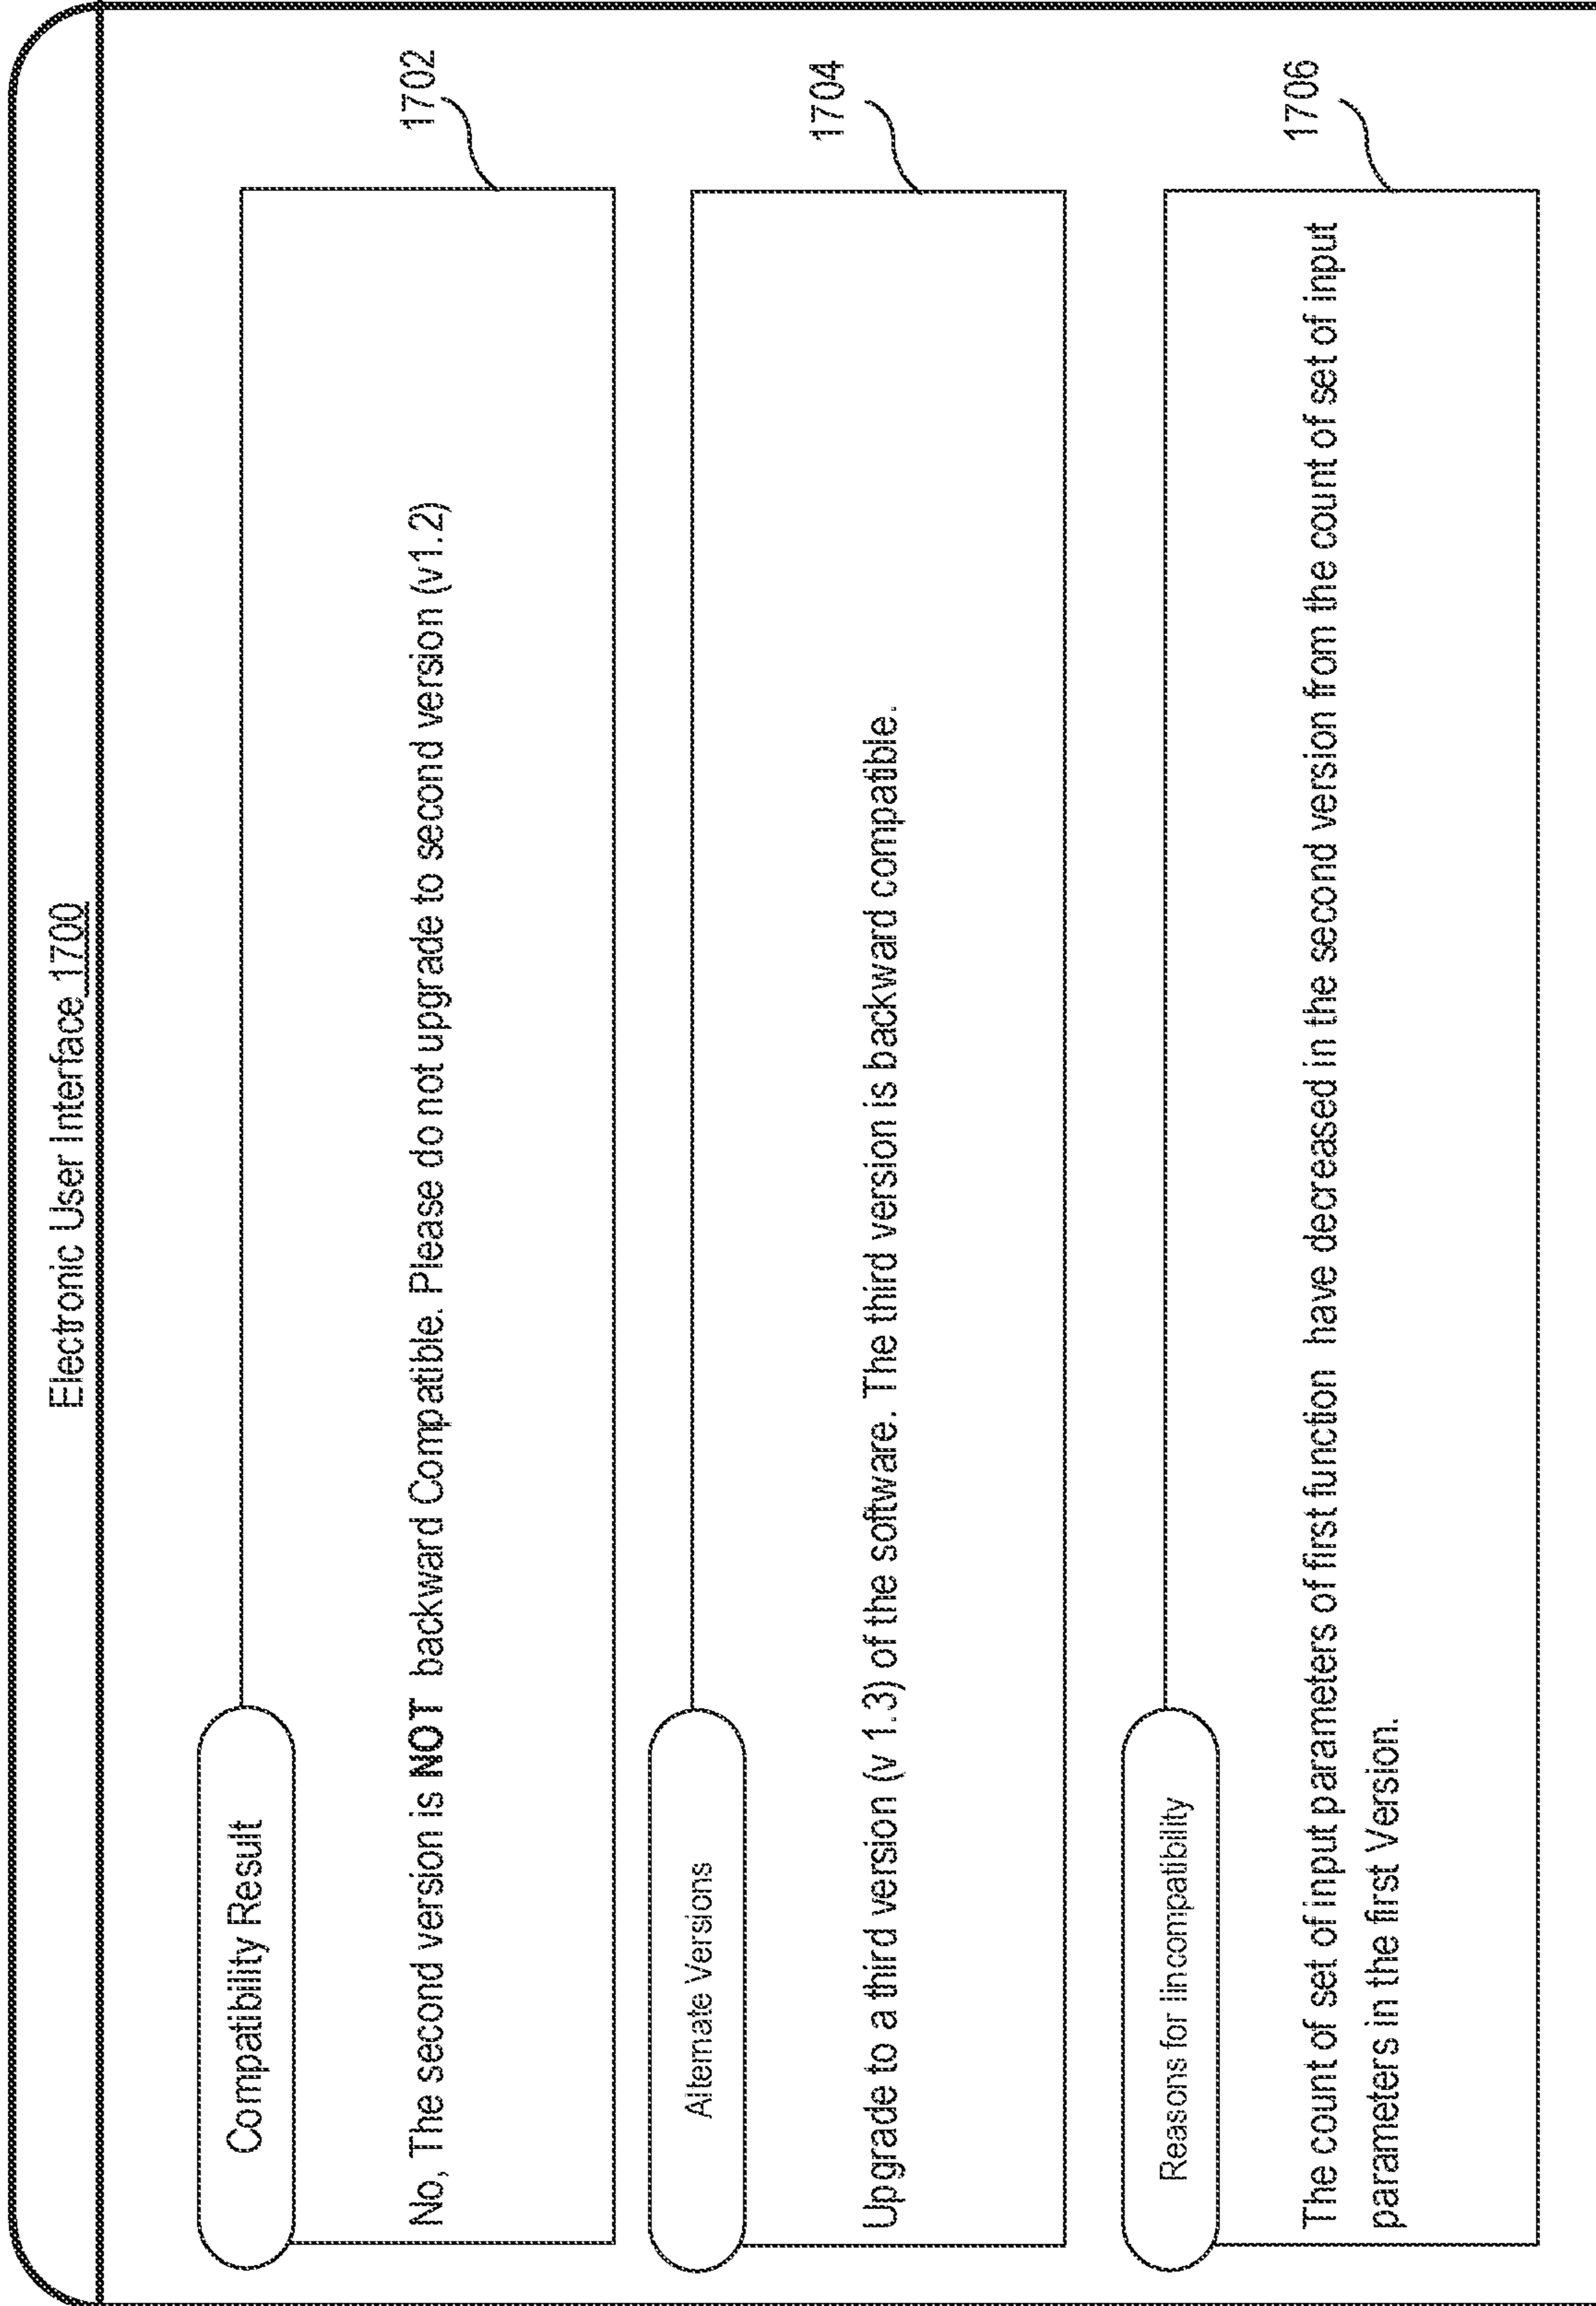 Electronic User Interface 1700
1702
Compatibility Result
No, The second version is NOT backward Compatible. Please do not upgrade to second version (v1.2)
1704
Alternate Versions
Upgrade to a third version (v 1.3) of the software. The third version is backward compatible.
1706
Reasons for Iincompatibility
The count of set of input parameters of first function have decreased in the second version from the count of set of input
parameters in the first Version.